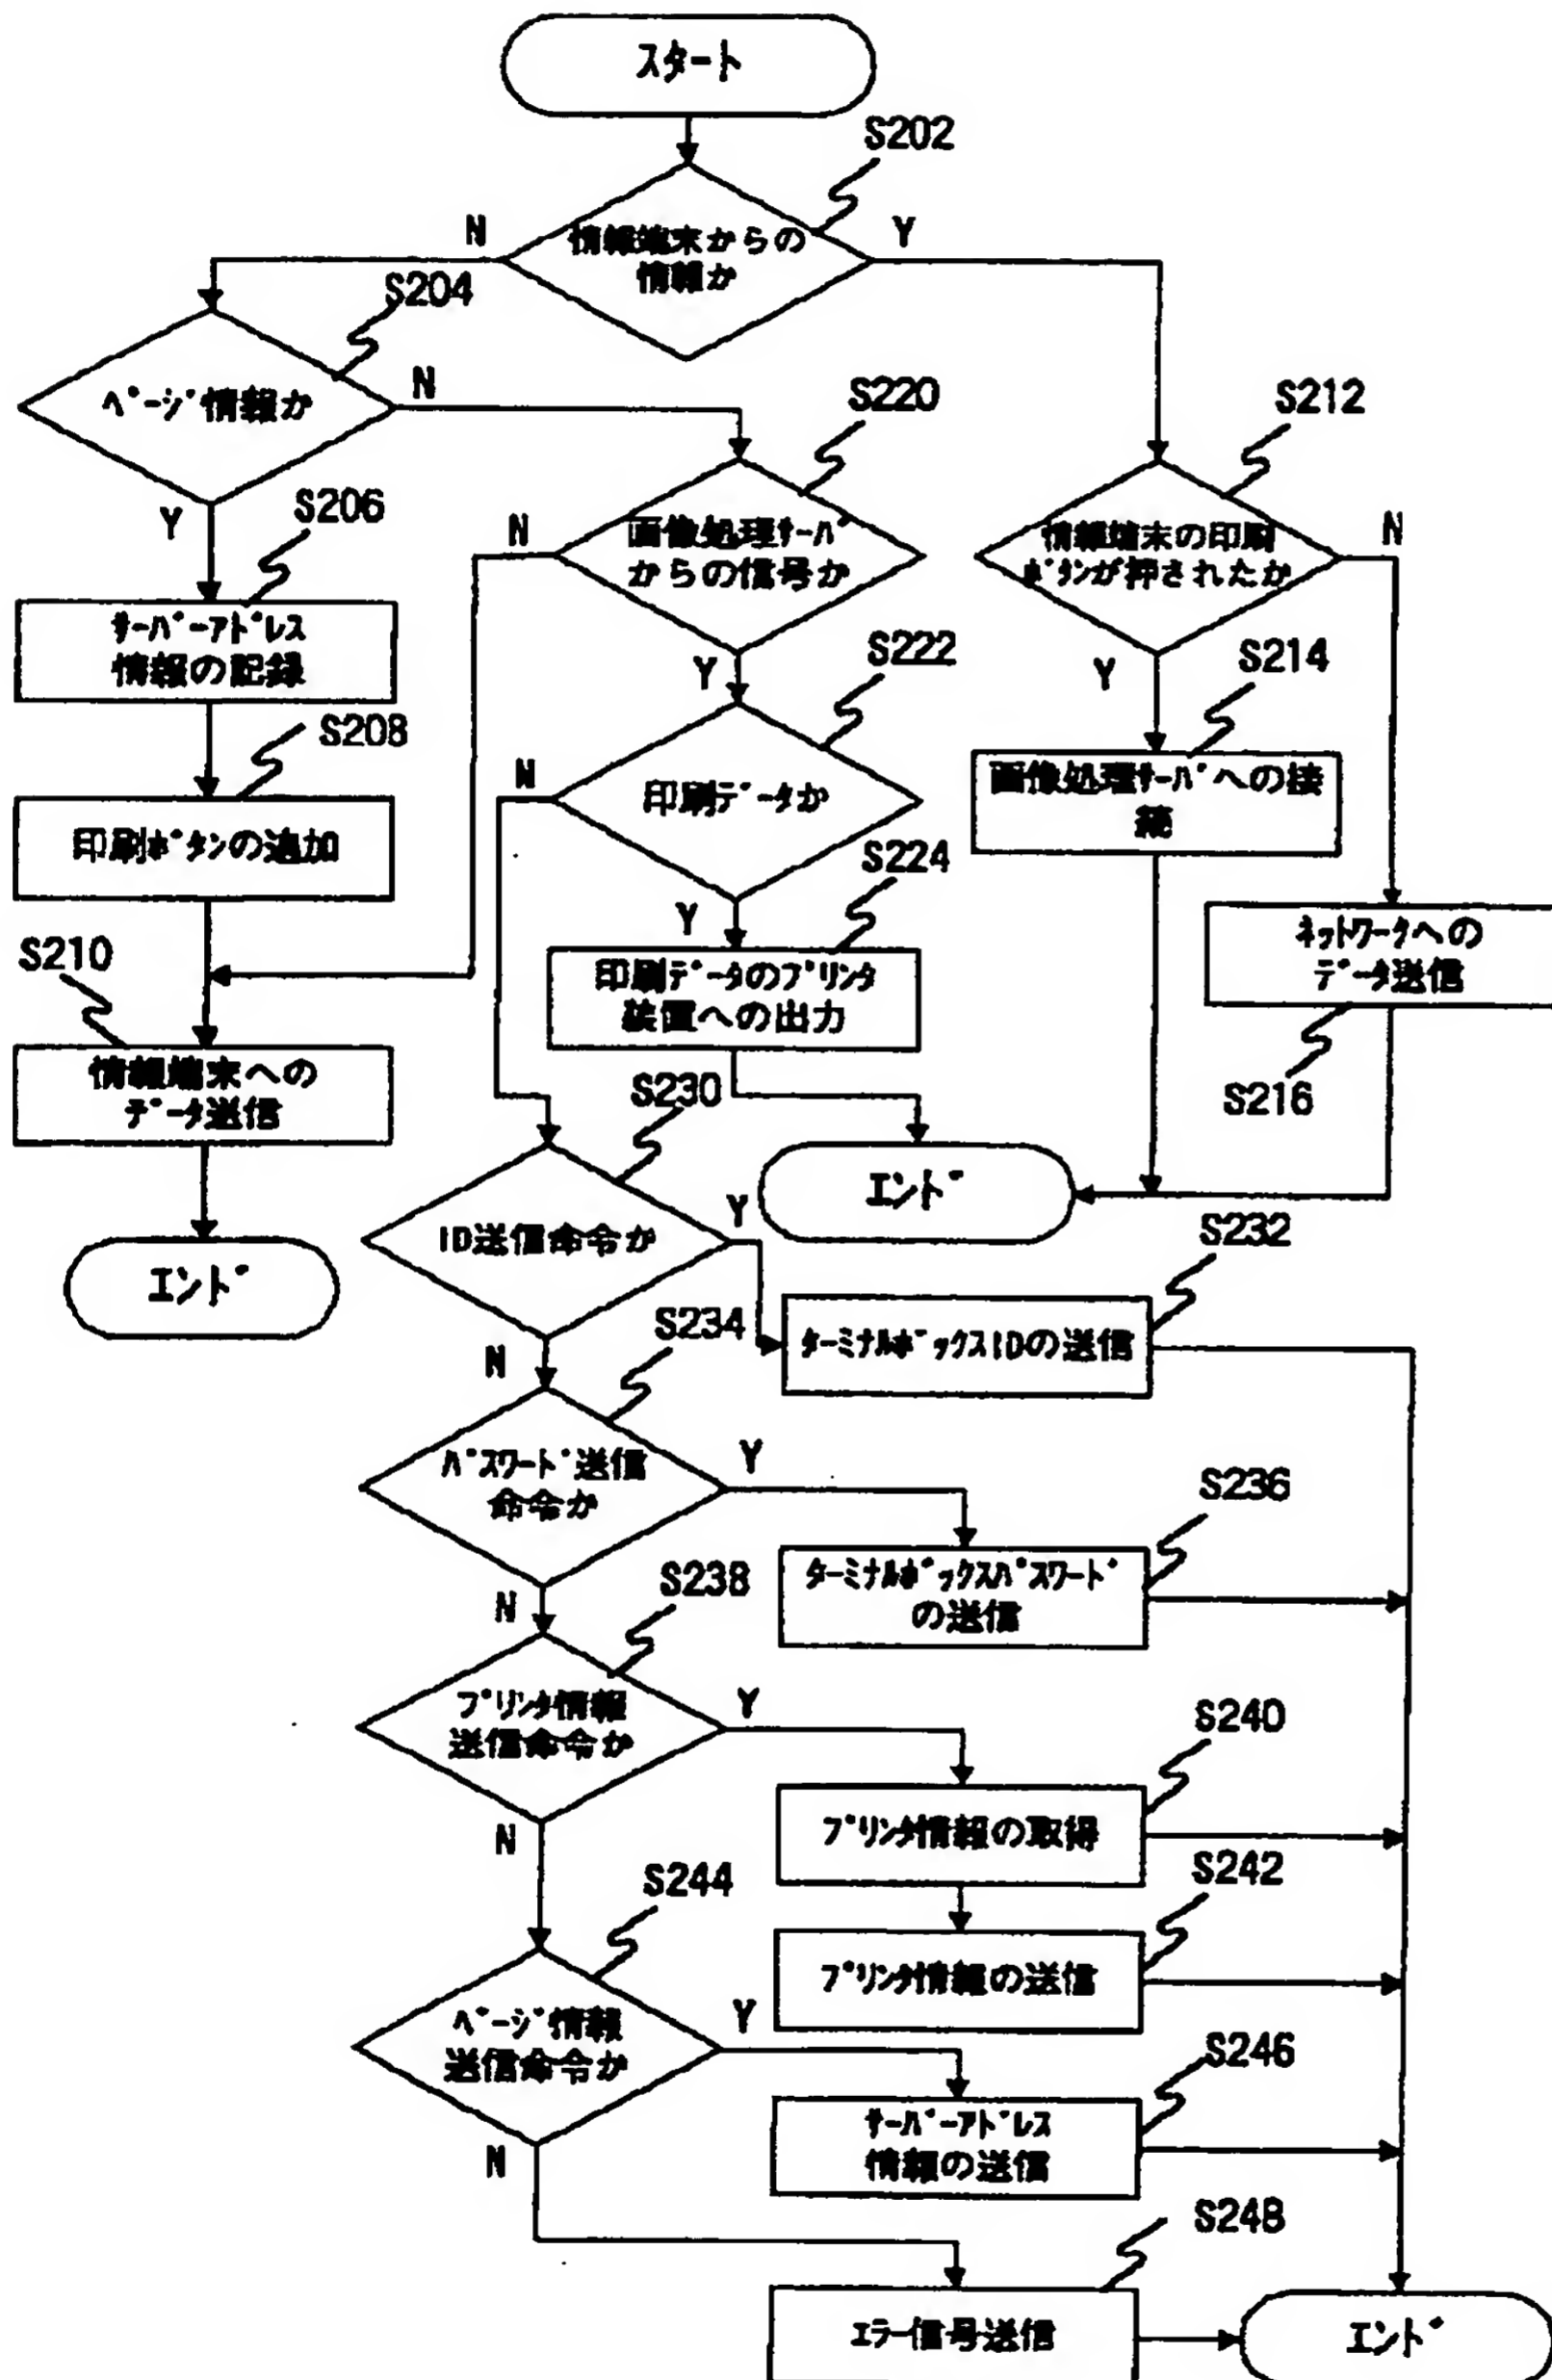 スタート
S202
N
Y
情報端末からの
情報か
S204
ページ情報か
N
Y
S220
S212
S206
画像処理サーバ
からの信号か
N
Y
情報端末の印刷
ボタンが押されたか
N
Y
サーバーアドレス
情報の記録
S222
S214
S208
印刷データか
N
Y
画像処理サーバへの接
続
印刷ボタンの追加
S224
S210
印刷データのプリンタ
装置への出力
ネットワークへの
データ送信
情報端末への
データ送信
S230
S216
エンド
ID送信命令か
Y
N
S232
エンド
ターミナルボックスIDの送信
S234
パスワード送信
命令か
Y
N
S236
ターミナルボックスパスワード
の送信
S238
プリンタ情報
送信命令か
Y
N
S240
プリンタ情報の取得
S242
プリンタ情報の送信
S244
ページ情報
送信命令か
Y
N
S246
サーバーアドレス
情報の送信
S248
エラー信号送信
エンド